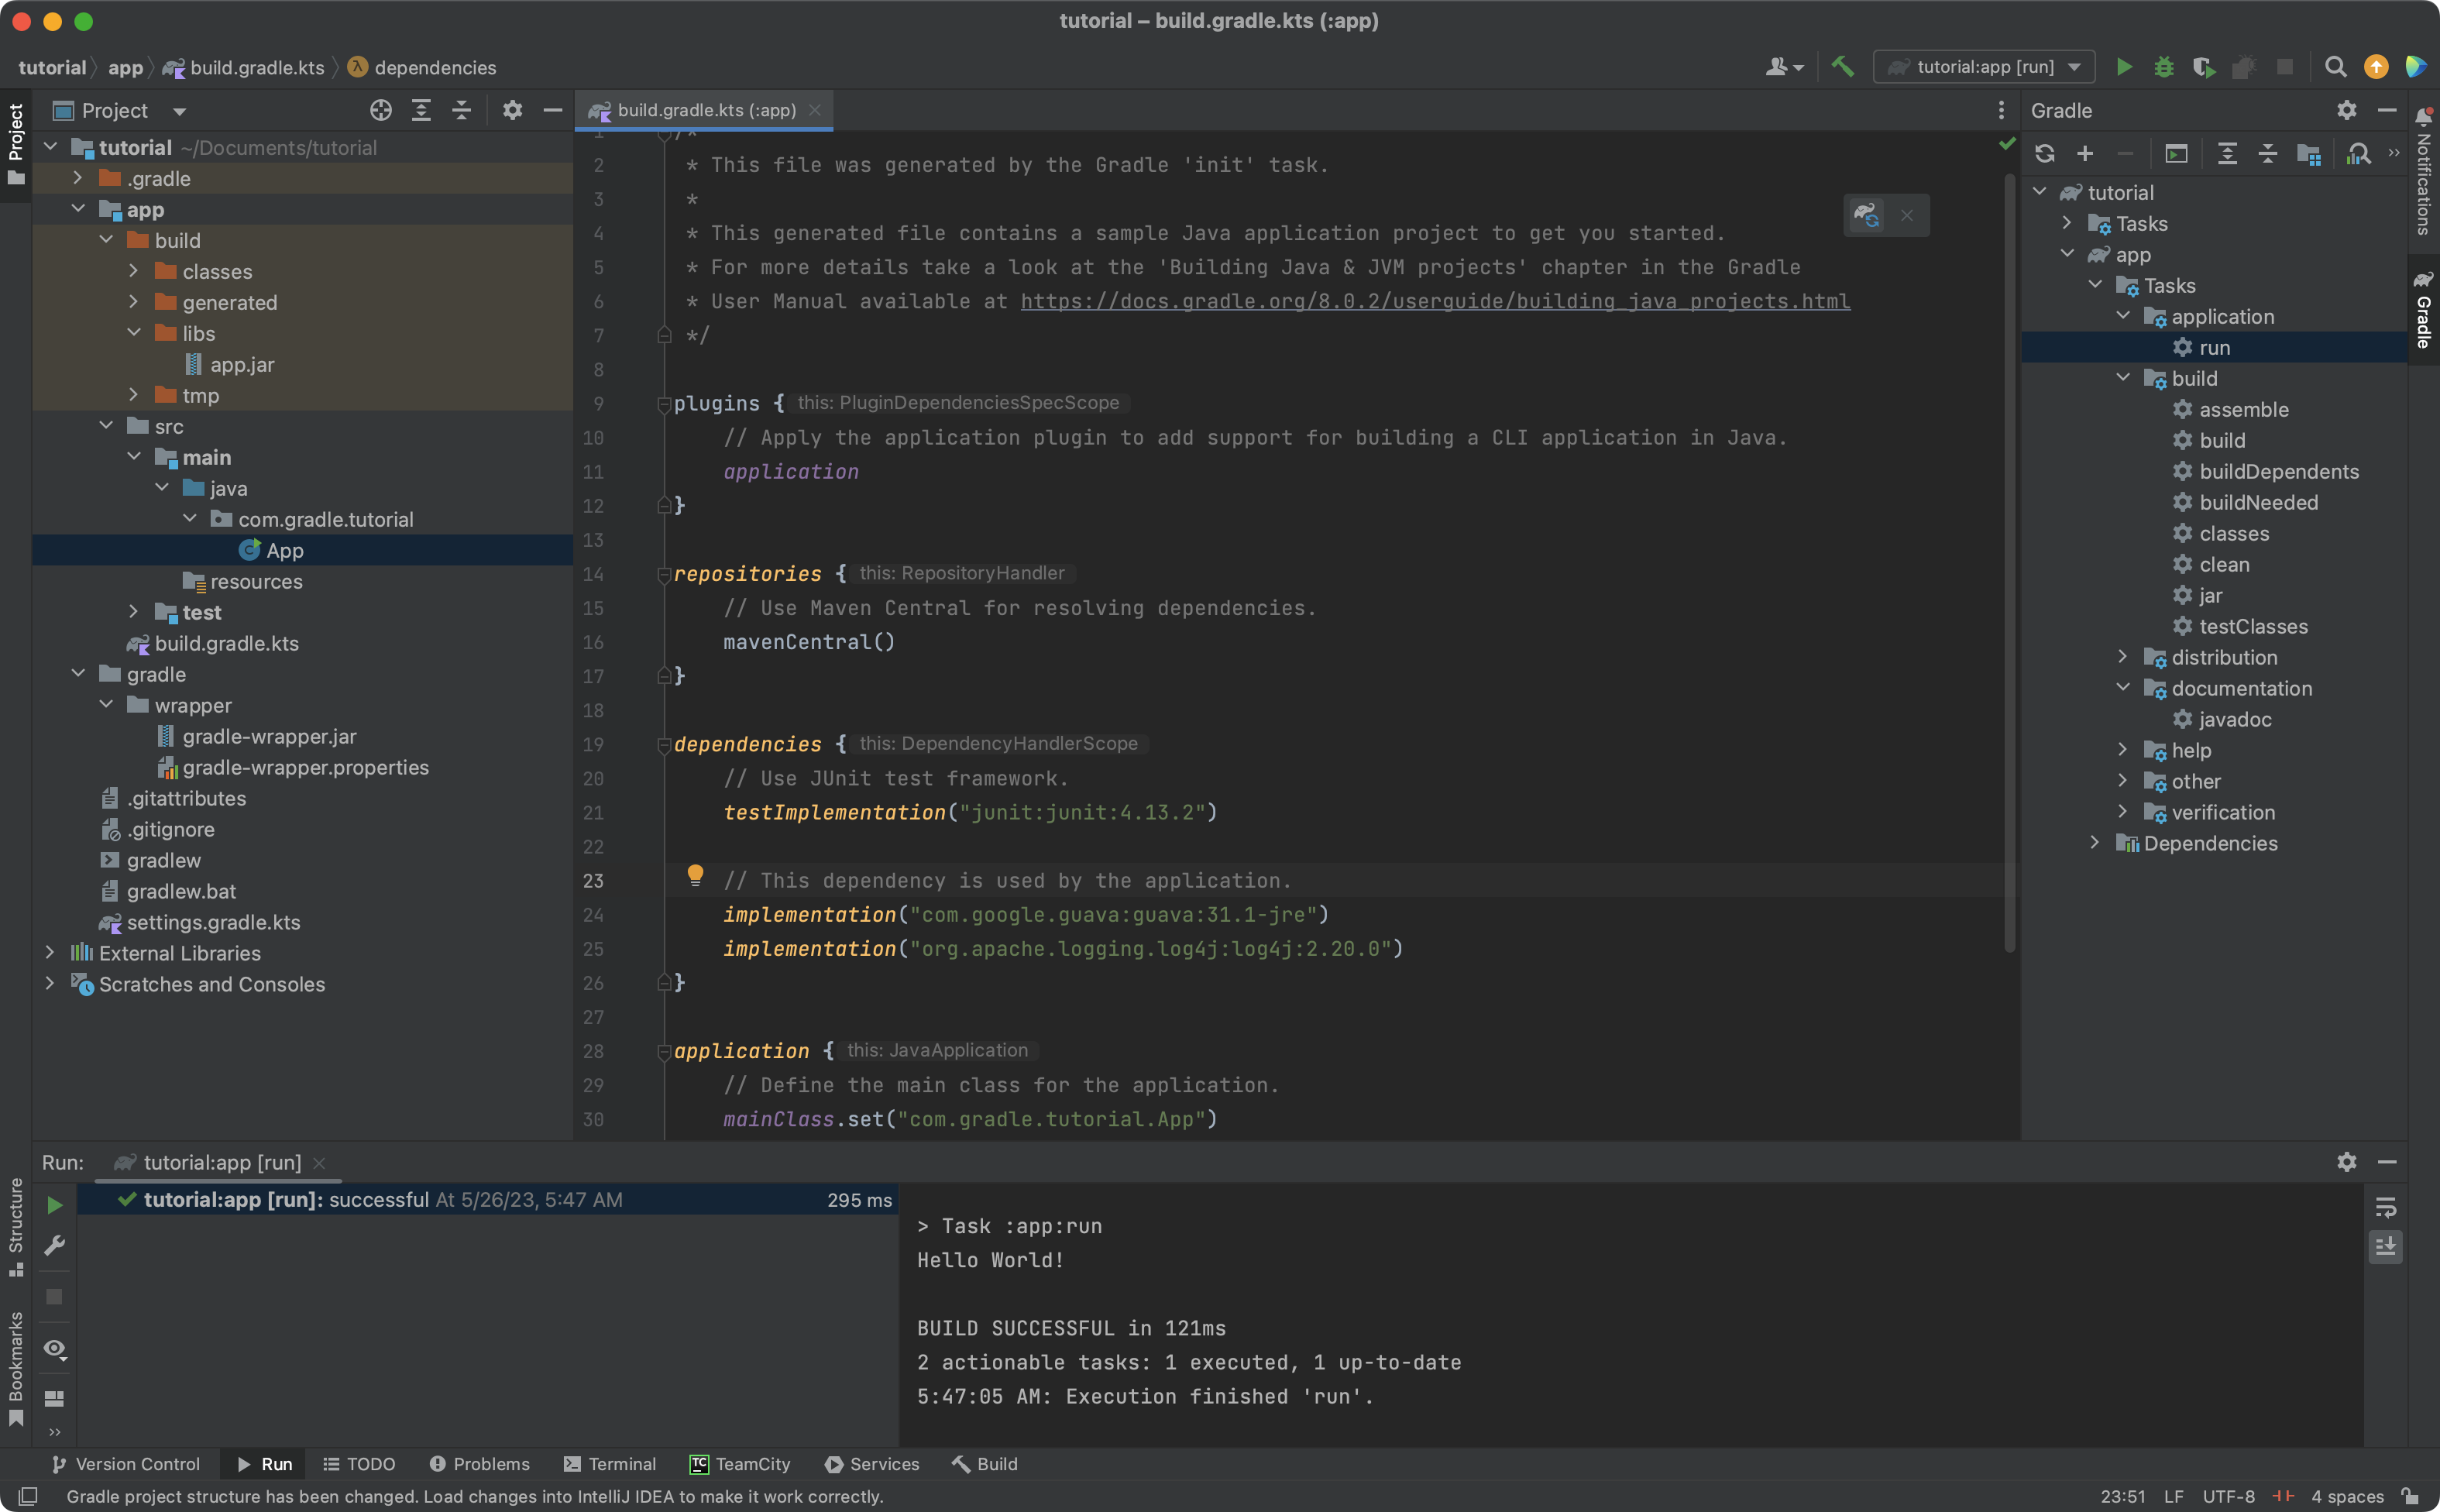 tutorial – build.gradle.kts (:app)
tutorial app build.gradle.kts λ dependencies
tutorial:app [run]
Project
build.gradle.kts (:app)
Gradle
Project
tutorial ~/Documents/tutorial
.gradle
app
build
classes
generated
libs
app.jar
tmp
src
main
java
com.gradle.tutorial
C App
resources
test
build.gradle.kts
gradle
wrapper
gradle-wrapper.jar
gradle-wrapper.properties
.gitattributes
.gitignore
gradlew
gradlew.bat
settings.gradle.kts
External Libraries
Scratches and Consoles
1 /*
2 * This file was generated by the Gradle 'init' task.
3 *
4 * This generated file contains a sample Java application project to get you started.
5 * For more details take a look at the 'Building Java & JVM projects' chapter in the Gradle
6 * User Manual available at https://docs.gradle.org/8.0.2/userguide/building_java_projects.html
7 */
8
9 plugins { this: PluginDependenciesSpecScope
10 // Apply the application plugin to add support for building a CLI application in Java.
11 application
12 }
13
14 repositories { this: RepositoryHandler
15 // Use Maven Central for resolving dependencies.
16 mavenCentral()
17 }
18
19 dependencies { this: DependencyHandlerScope
20 // Use JUnit test framework.
21 testImplementation("junit:junit:4.13.2")
22
23 // This dependency is used by the application.
24 implementation("com.google.guava:guava:31.1-jre")
25 implementation("org.apache.logging.log4j:log4j:2.20.0")
26 }
27
28 application { this: JavaApplication
29 // Define the main class for the application.
30 mainClass.set("com.gradle.tutorial.App")
tutorial
Tasks
app
Tasks
application
run
build
assemble
build
buildDependents
buildNeeded
classes
clean
jar
testClasses
distribution
documentation
javadoc
help
other
verification
Dependencies
Notifications
Gradle
Structure
Bookmarks
Run: tutorial:app [run]
tutorial:app [run]: successful At 5/26/23, 5:47 AM 295 ms
> Task :app:run
Hello World!
BUILD SUCCESSFUL in 121ms
2 actionable tasks: 1 executed, 1 up-to-date
5:47:05 AM: Execution finished 'run'.
Version Control Run TODO Problems Terminal TC TeamCity Services Build
Gradle project structure has been changed. Load changes into IntelliJ IDEA to make it work correctly. 23:51 LF UTF-8 4 spaces